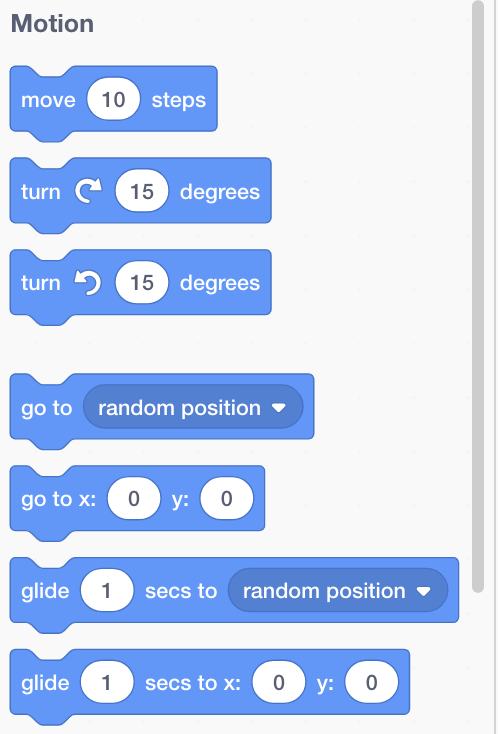 Motion
move 10 steps
turn 15 degrees
turn 15 degrees
go to random position
go to x: 0 y: 0
glide 1 secs to random position
glide 1 secs to x: 0 y: 0